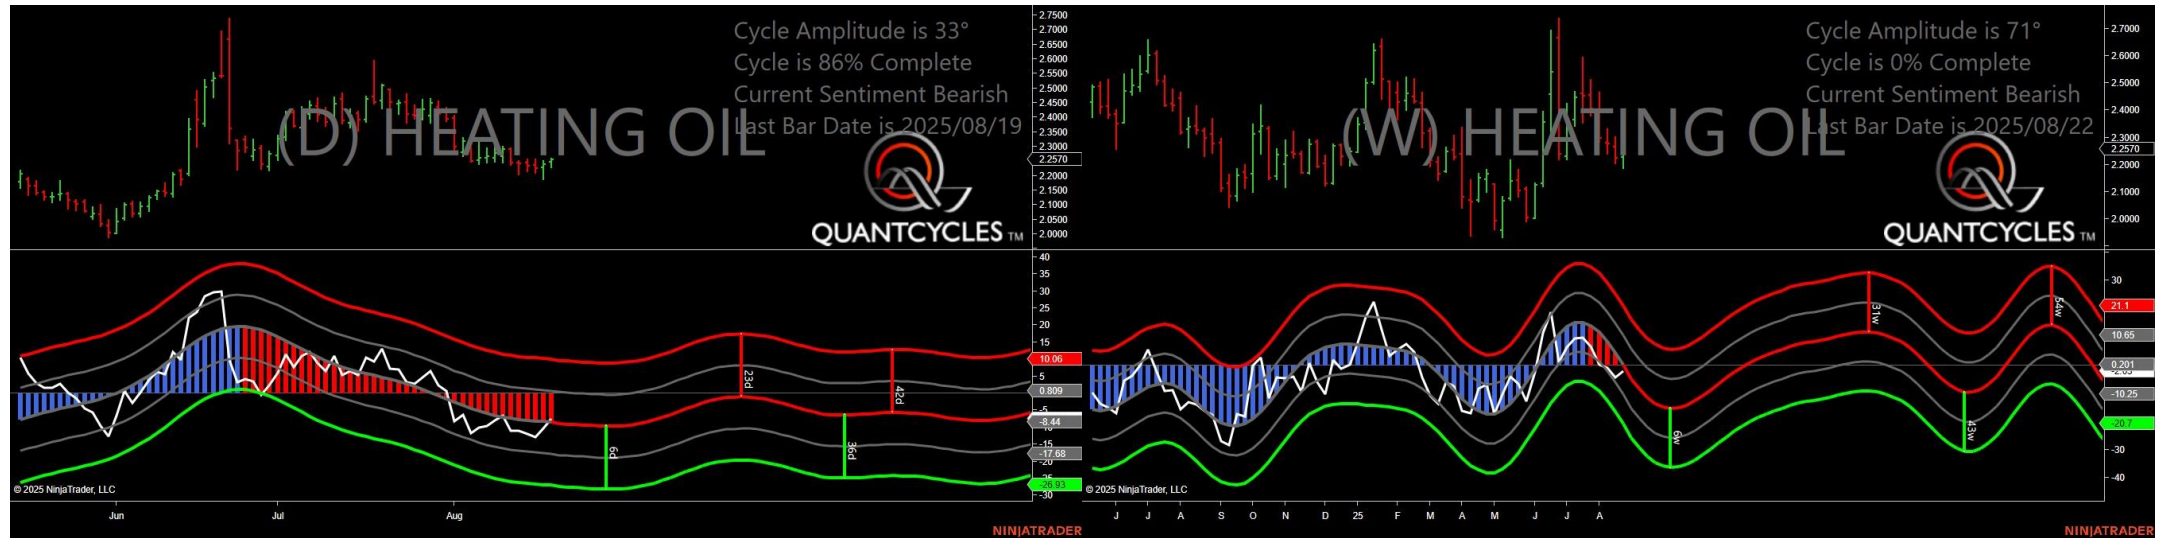 Cycle Amplitude is 33°
Cycle is 86% Complete
Current Sentiment Bearish
Last Bar Date is 2025/08/19
(D) HEATING OIL
QUANTCYCLES TM
2.7500
2.7000
2.6500
2.6000
2.5500
2.5000
2.4500
2.4000
2.3500
2.3000
2.2570
2.2000
2.1500
2.1000
2.0500
2.0000
40
35
30
25
20
15
10.06
5
0.809
-5
-8.44
-15
-17.68
-20
-26.93
-30
23d
42d
6d
36d
© 2025 NinjaTrader, LLC
Jun
Jul
Aug
NINJATRADER
Cycle Amplitude is 71°
Cycle is 0% Complete
Current Sentiment Bearish
Last Bar Date is 2025/08/22
(W) HEATING OIL
QUANTCYCLES TM
2.7000
2.6000
2.5000
2.4000
2.3000
2.2570
2.2000
2.1000
2.0000
30
21.1
10.65
0.201
-10.25
-20.7
-30
-40
31w
54w
6w
43w
© 2025 NinjaTrader, LLC
J J A S O N D 25 F M A M J J A
NINJATRADER